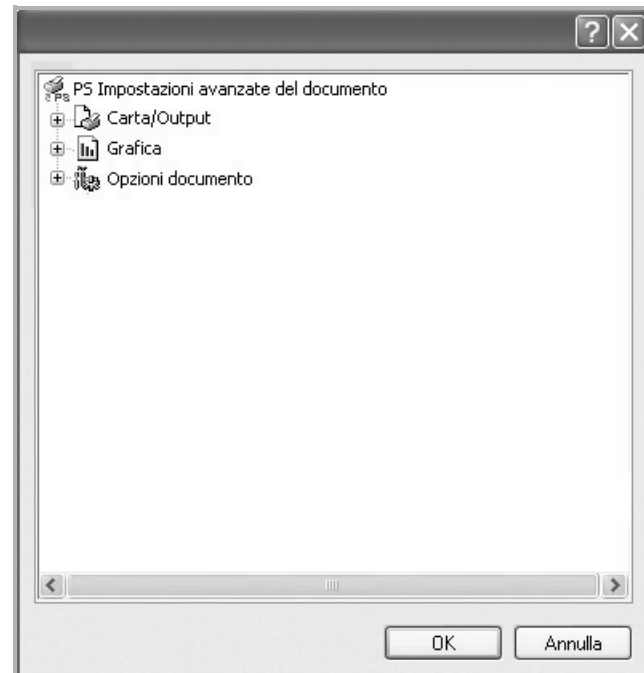 PS Impostazioni avanzate del documento
Carta/Output
Grafica
Opzioni documento
OK
Annulla